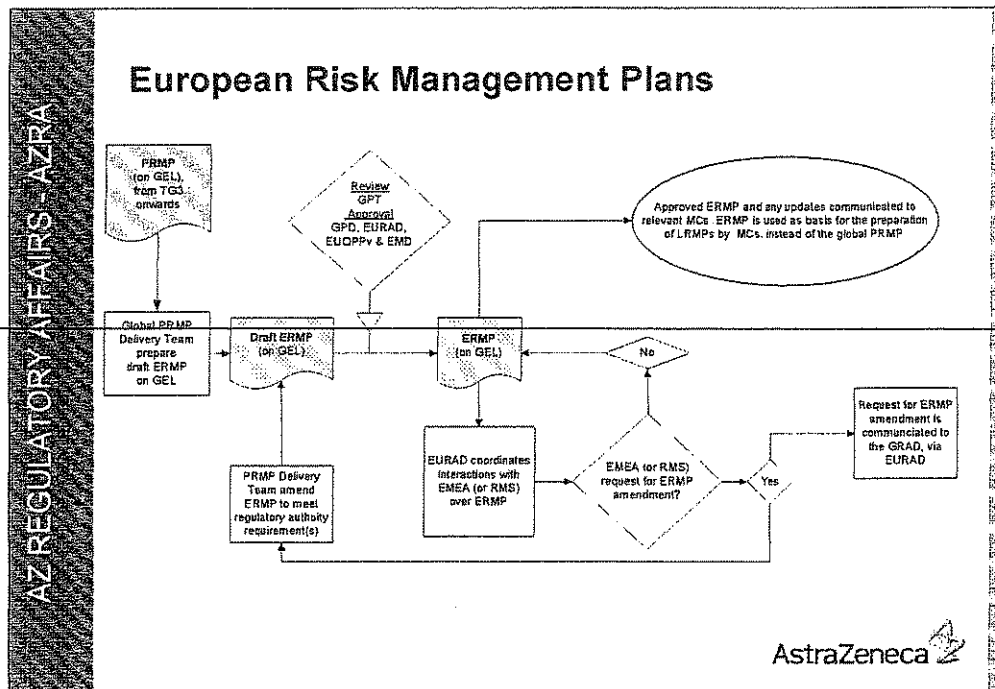 European Risk Management Plans
AZ REGULATORY AFFAIRS - AZRA
PRMP
(on GEL),
from TG3
onwards
Review
GPT
Approval
GPD, EURAD,
EUQPPv & EMD
Approved ERMP and any updates communicated to
relevant MCs. ERMP is used as basis for the preparation
of LRMPs by MCs. instead of the global PRMP
Global PRMP
Delivery Team
prepare
draft ERMP
on GEL
Draft ERMP
(on GEL)
ERMP
(on GEL)
No
Request for ERMP
amendment is
communciated to
the GRAD, via
EURAD
PRMP Delivery
Team amend
ERMP to meet
regulatory authority
requirement(s)
EURAD coordinates
interactions with
EMEA (or RMS)
over ERMP
EMEA (or RMS)
request for ERMP
amendment?
Yes
AstraZeneca